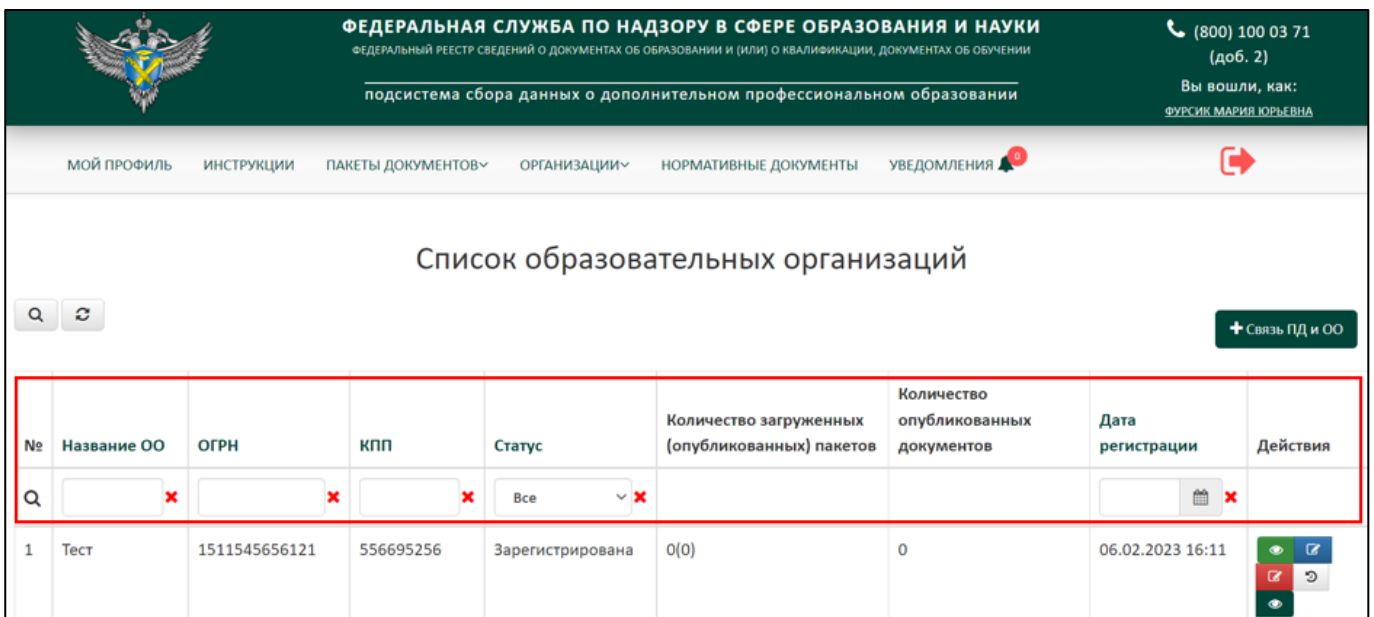 ФЕДЕРАЛЬНАЯ СЛУЖБА ПО НАДЗОРУ В СФЕРЕ ОБРАЗОВАНИЯ И НАУКИ
ФЕДЕРАЛЬНЫЙ РЕЕСТР СВЕДЕНИЙ О ДОКУМЕНТАХ ОБ ОБРАЗОВАНИИ И (ИЛИ) О КВАЛИФИКАЦИИ, ДОКУМЕНТАХ ОБ ОБУЧЕНИИ
подсистема сбора данных о дополнительном профессиональном образовании
(800) 100 03 71
(доб. 2)
Вы вошли, как:
ФУРСИК МАРИЯ ЮРЬЕВНА
МОЙ ПРОФИЛЬ ИНСТРУКЦИИ ПАКЕТЫ ДОКУМЕНТОВ ОРГАНИЗАЦИИ НОРМАТИВНЫЕ ДОКУМЕНТЫ УВЕДОМЛЕНИЯ 0
Список образовательных организаций
Связь ПД и ОО
№ Название ОО ОГРН КПП Статус Количество загруженных (опубликованных) пакетов Количество опубликованных документов Дата регистрации Действия
Все
1 Тест 1511545656121 556695256 Зарегистрирована 0(0) 0 06.02.2023 16:11